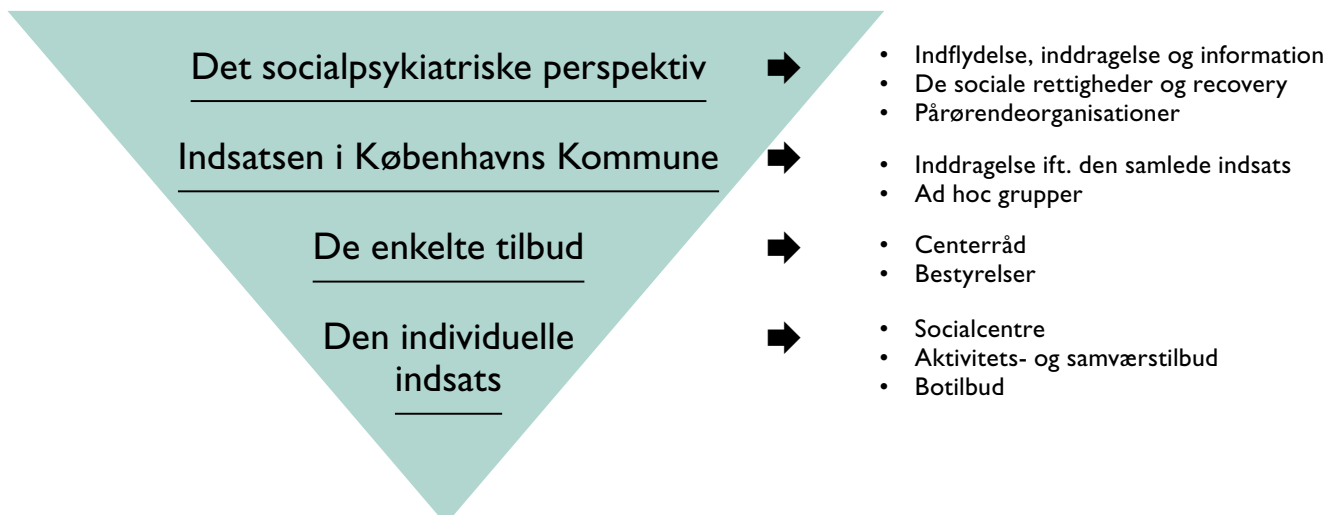 Det socialpsykiatriske perspektiv
• Indflydelse, inddragelse og information
• De sociale rettigheder og recovery
• Pårørendeorganisationer
Indsatsen i Københavns Kommune
• Inddragelse ift. den samlede indsats
• Ad hoc grupper
De enkelte tilbud
• Centerråd
• Bestyrelser
Den individuelle
indsats
• Socialcentre
• Aktivitets- og samværstilbud
• Botilbud